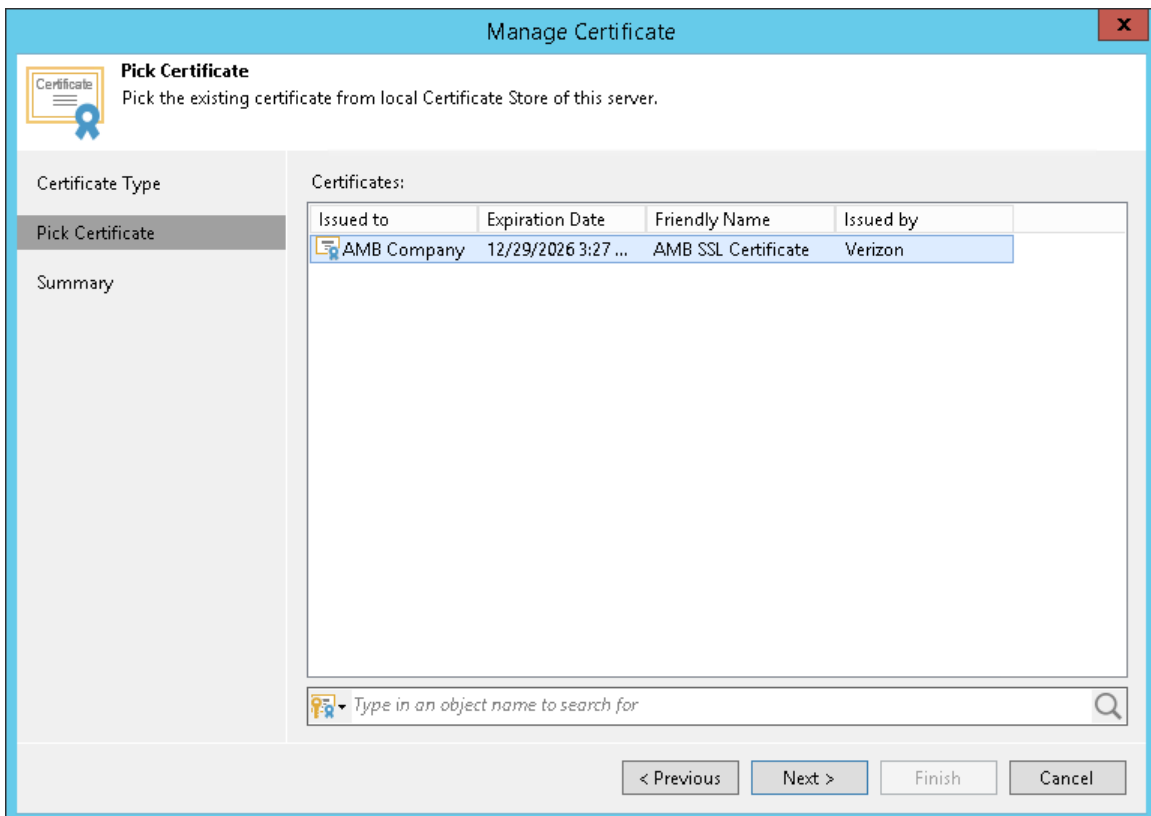 Manage Certificate
x
Certificate
Pick Certificate
Pick the existing certificate from local Certificate Store of this server.
Certificate Type
Pick Certificate
Summary
Certificates:
Issued to Expiration Date Friendly Name Issued by
AMB Company 12/29/2026 3:27 ... AMB SSL Certificate Verizon
Type in an object name to search for
< Previous Next > Finish Cancel